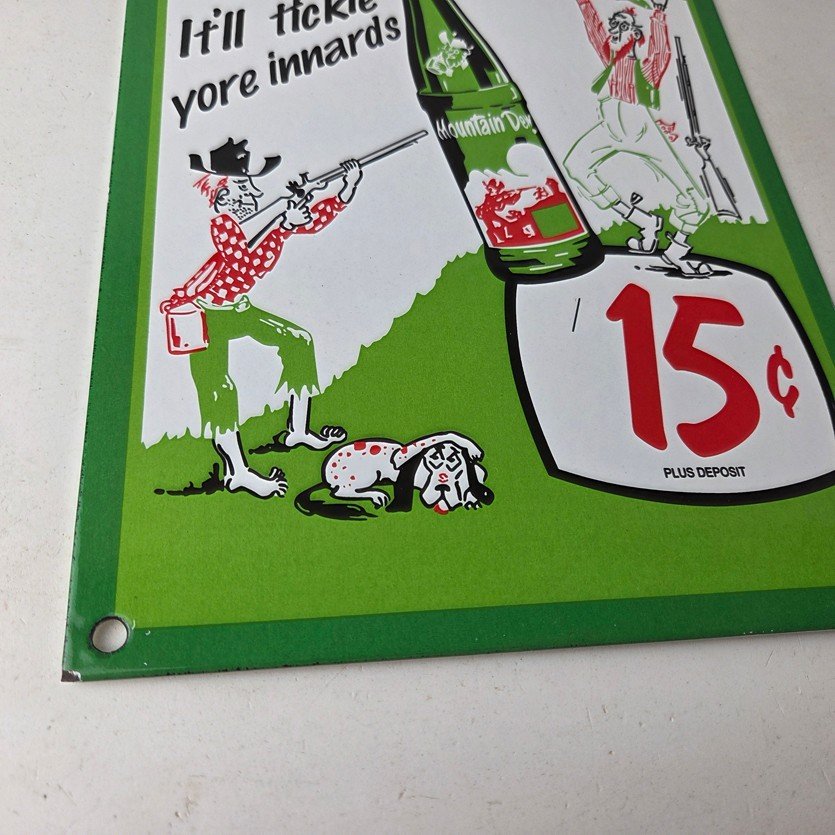 It'll tickle
yore innards
Mountain Dew
15¢
PLUS DEPOSIT